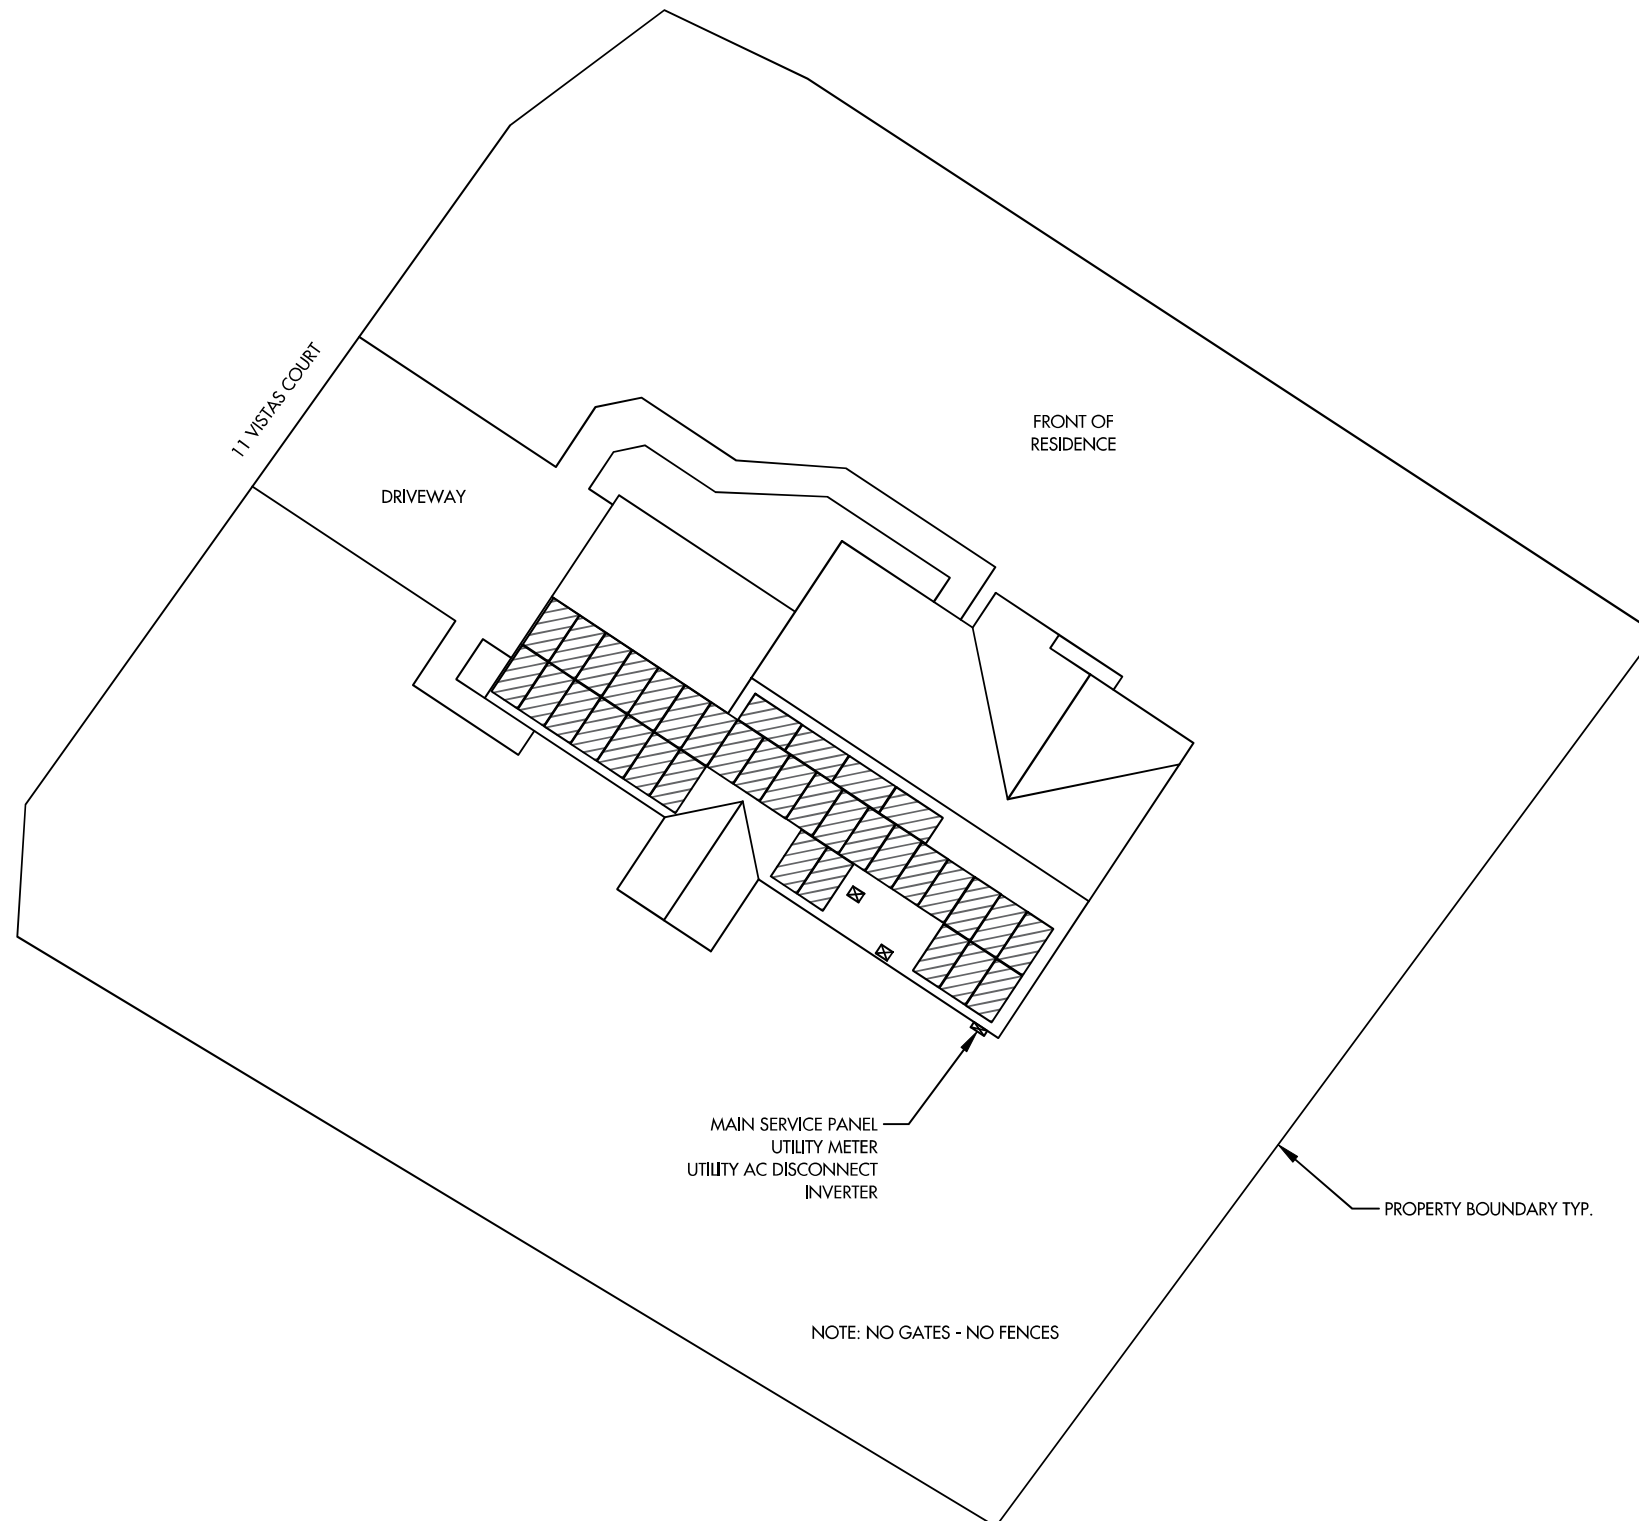 11 VISTAS COURT
FRONT OF
RESIDENCE
DRIVEWAY
MAIN SERVICE PANEL
UTILITY METER
UTILITY AC DISCONNECT
INVERTER
PROPERTY BOUNDARY TYP.
NOTE: NO GATES - NO FENCES